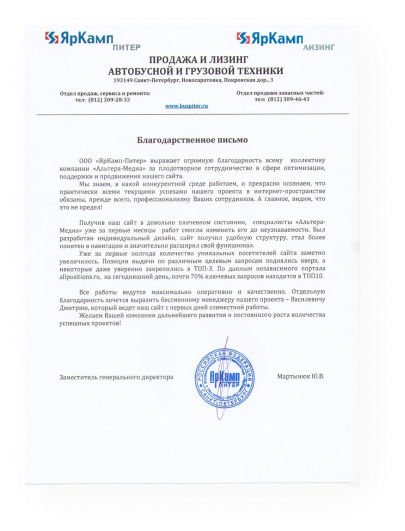 ЯрКамп
ПИТЕР
ЯрКамп
ЛИЗИНГ
ПРОДАЖА И ЛИЗИНГ
АВТОБУСНОЙ И ГРУЗОВОЙ ТЕХНИКИ
193149 Санкт-Петербург, Новосаратовка, Покровская дор., 3
Отдел продаж, сервиса и ремонта:
тел: (812) 309-28-33
Отдел продажи запасных частей:
тел: (812) 309-46-43
www.buspiter.ru
Благодарственное письмо
ООО «ЯрКамп-Питер» выражает огромную благодарность всему коллективу
компании «Альтера-Медиа» за плодотворное сотрудничество в сфере оптимизации,
поддержки и продвижения нашего сайта.
Мы знаем, в какой конкурентной среде работаем, и прекрасно осознаем, что
практически всеми текущими успехами нашего проекта в интернет-пространстве
обязаны, прежде всего, профессионализму Ваших сотрудников. А главное, видим, что
это не предел!
Получив наш сайт в довольно плачевном состоянии, специалисты «Альтера-
Медиа» уже за первые месяцы работ смогли изменить его до неузнаваемости. Был
разработан индивидуальный дизайн, сайт получил удобную структуру, стал более
понятен в навигации и значительно расширил свой функционал.
Уже за первые полгода количество уникальных посетителей сайта заметно
увеличилось. Позиции выдачи по различным целевым запросам поднялись вверх, а
некоторые даже уверенно закрепились в ТОП-3. По данным независимого портала
allpositions.ru, на сегодняшний день, почти 70% ключевых запросов находится в ТОП10.
Все работы ведутся максимально оперативно и качественно. Отдельную
благодарность хочется выразить бессменному менеджеру нашего проекта – Василевичу
Дмитрию, который ведет наш сайт с первых дней совместной работы.
Желаем Вашей компании дальнейшего развития и постоянного роста количества
успешных проектов!
Заместитель генерального директора
Мартынюк Ю.В.
РОССИЙСКАЯ ФЕДЕРАЦИЯ
ЯрКамп
ПИТЕР
САНКТ-ПЕТЕРБУРГ